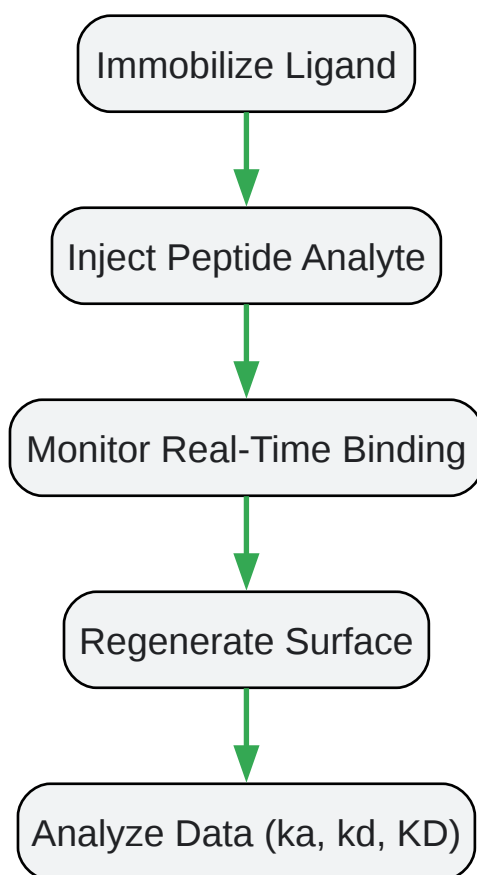 Immobilize Ligand
Inject Peptide Analyte
Monitor Real-Time Binding
Regenerate Surface
Analyze Data (ka, kd, KD)